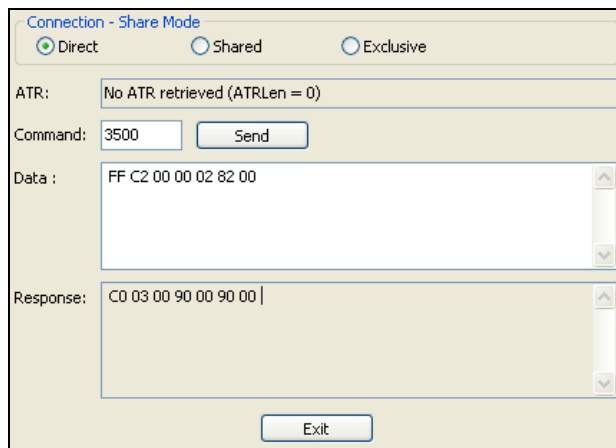 Connection - Share Mode
Direct Shared Exclusive
ATR: No ATR retrieved (ATRLen = 0)
Command: 3500 Send
Data : FF C2 00 00 02 82 00
Response: C0 03 00 90 00 90 00
Exit